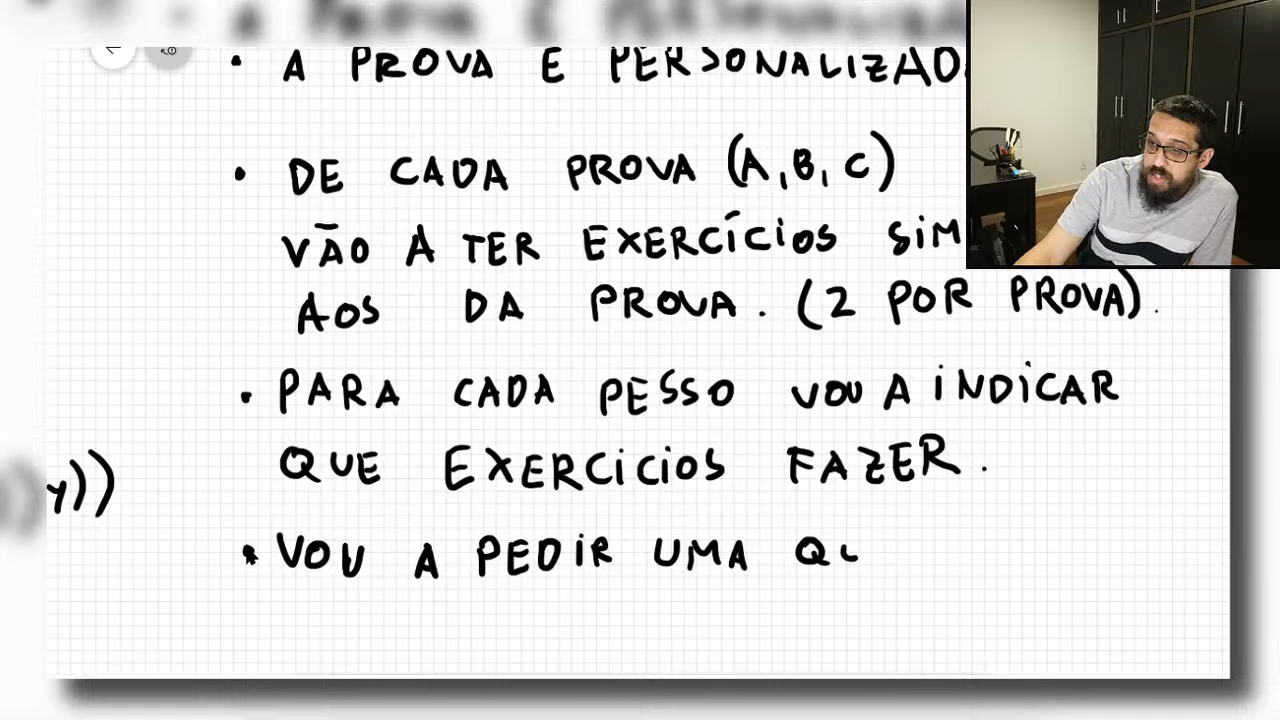 • A PROVA E PERSONALIZAD
• DE CADA PROVA (A, B, C)
VÃO A TER EXERCÍCIOS SIM
AOS DA PROVA. (2 POR PROVA).
• PARA CADA PESSO VOU A INDICAR
QUE EXERCICIOS FAZER.
y))
• VOU A PEDIR UMA QU